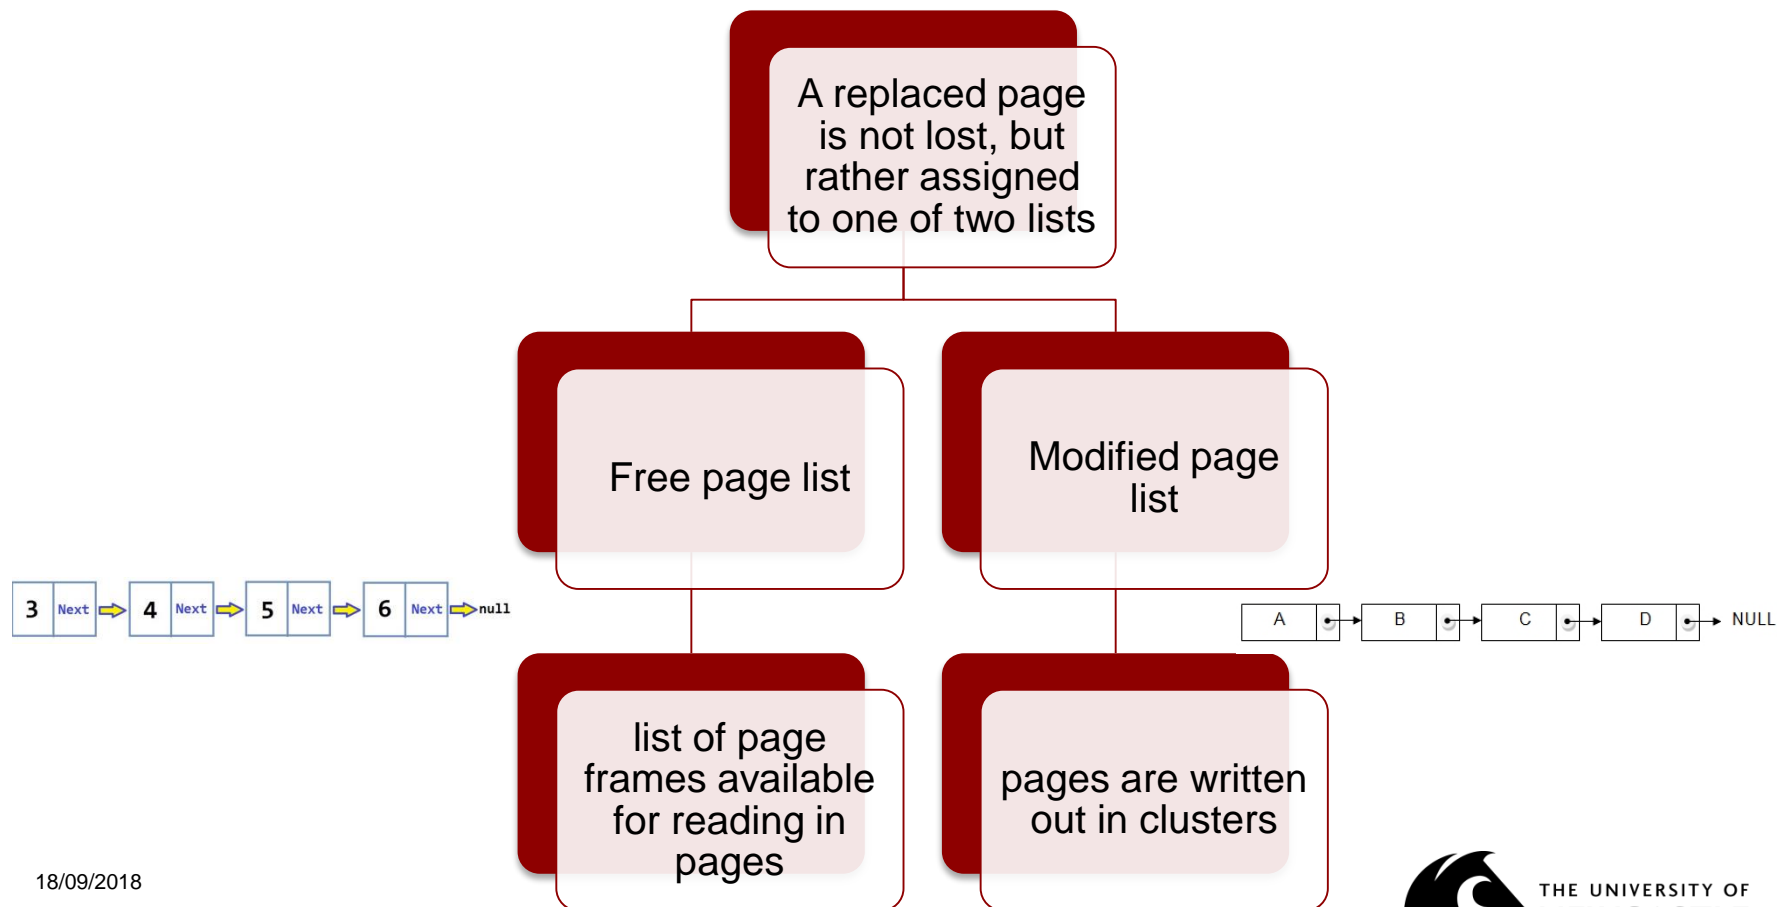 A replaced page
is not lost, but
rather assigned
to one of two lists
Free page list
Modified page
list
3 Next 4 Next 5 Next 6 Next null
A B C D NULL
list of page
frames available
for reading in
pages
pages are written
out in clusters
18/09/2018
THE UNIVERSITY OF